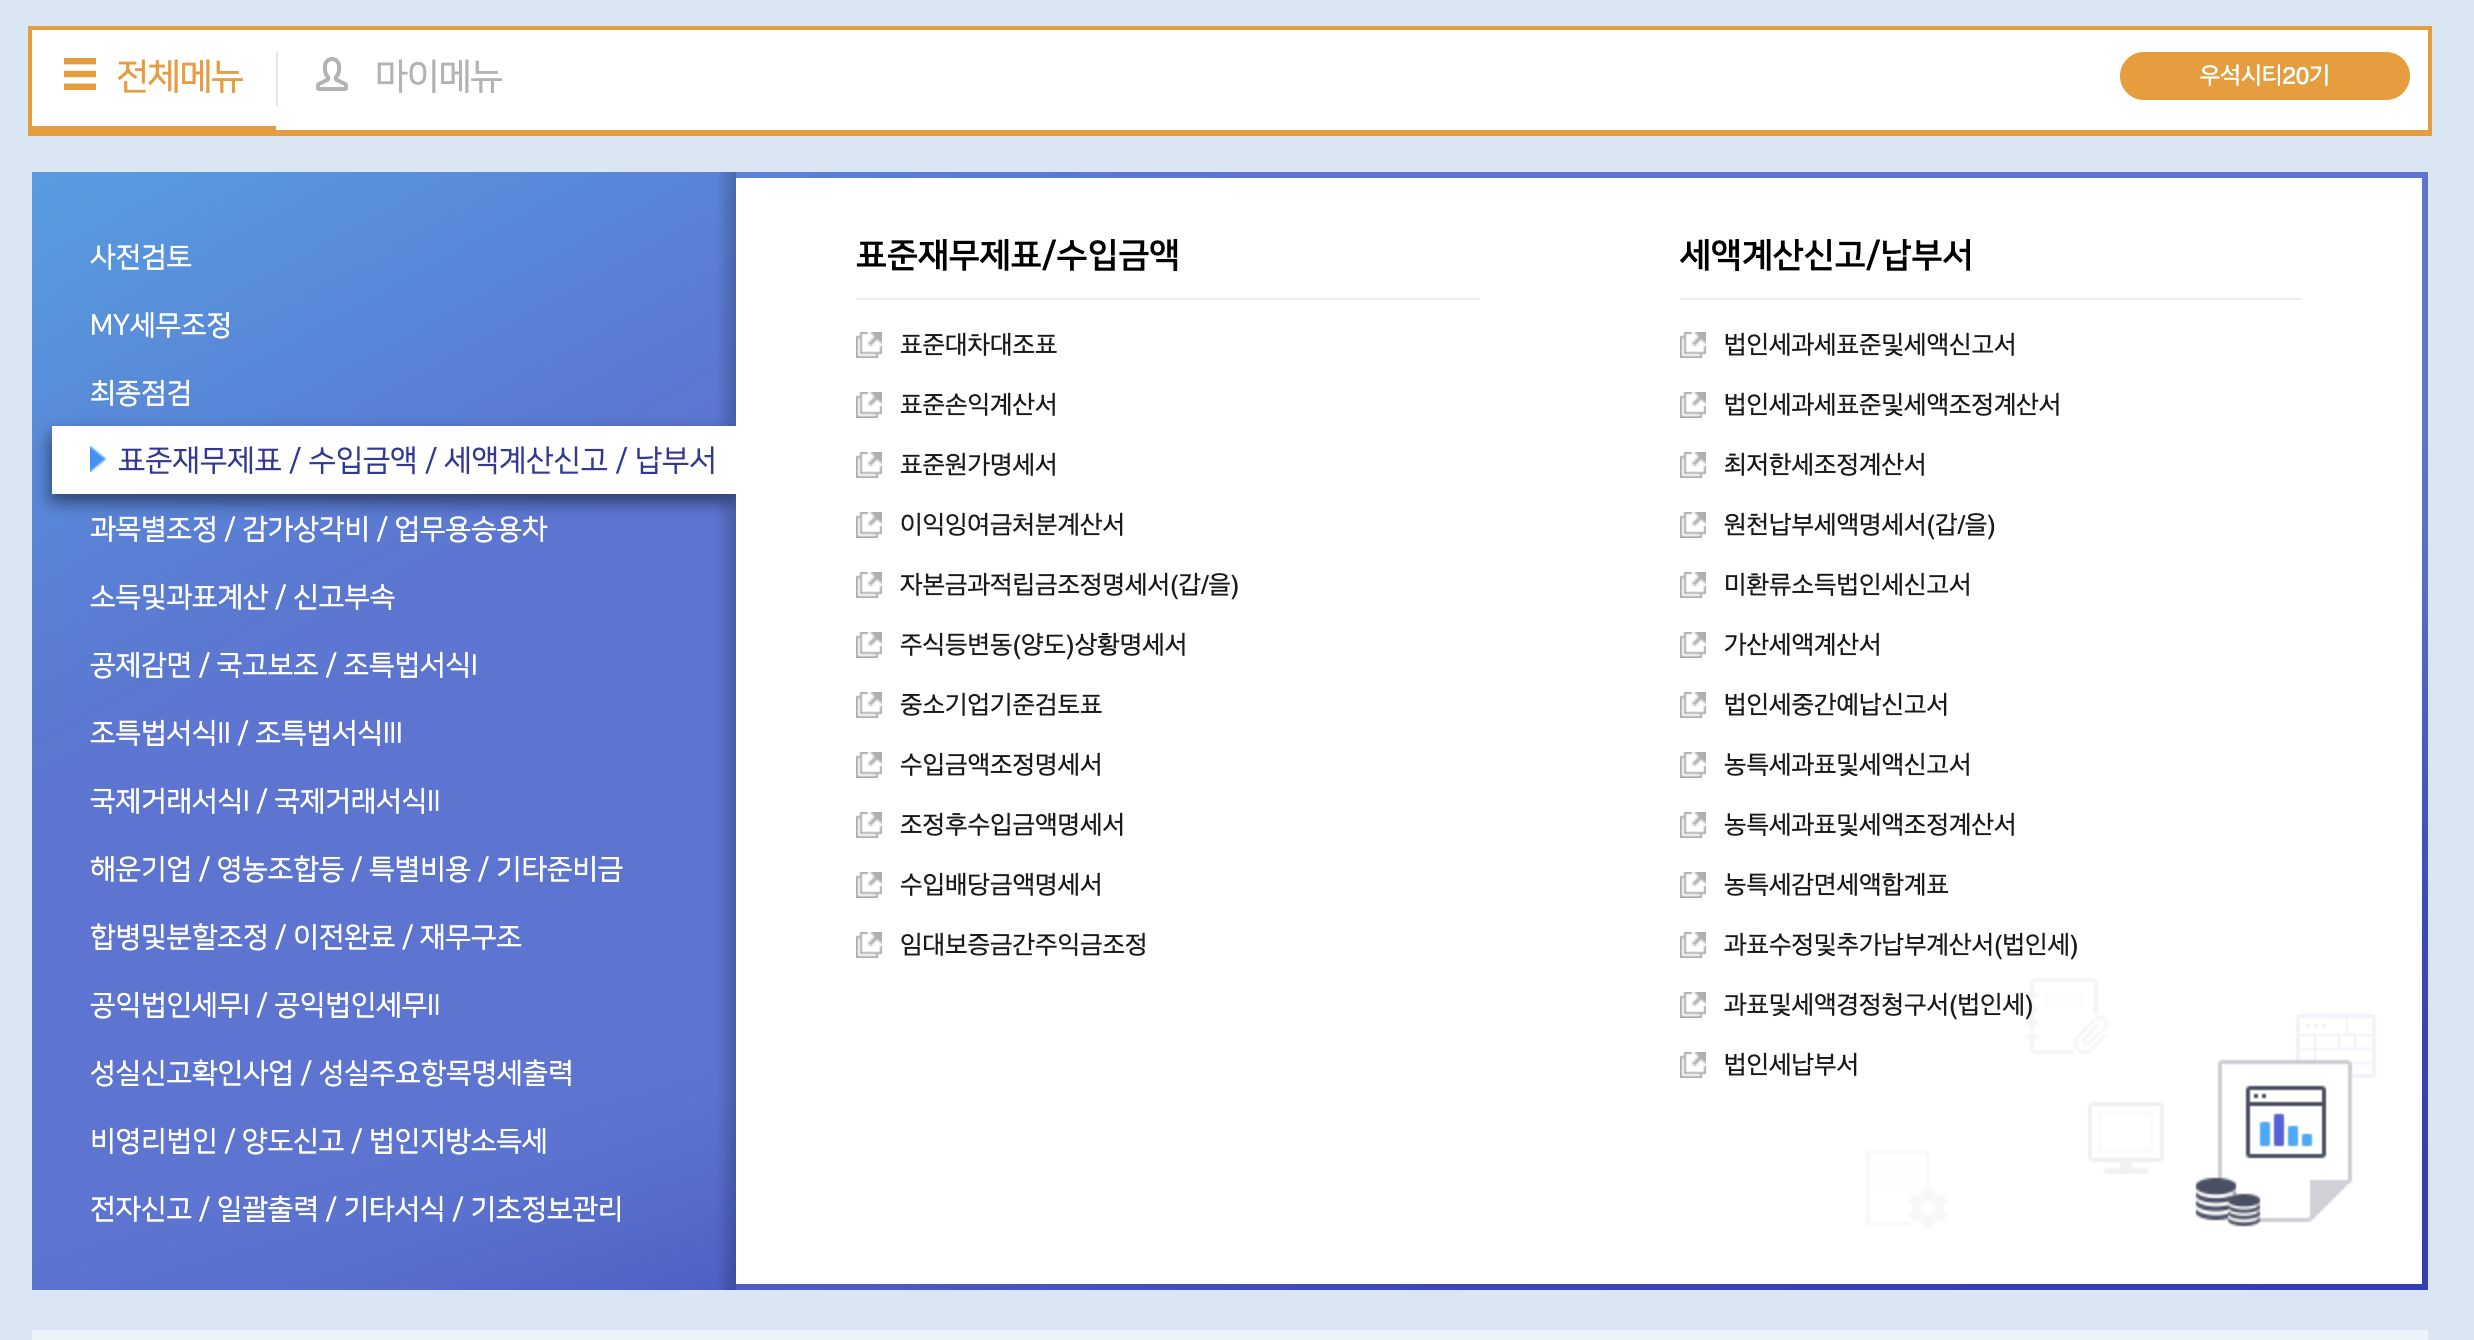 전체메뉴
마이메뉴
우석시티20기
사전검토
MY세무조정
최종점검
표준재무제표 / 수입금액 / 세액계산신고 / 납부서
과목별조정 / 감가상각비 / 업무용승용차
소득및과표계산 / 신고부속
공제감면 / 국고보조 / 조특법서식I
조특법서식II / 조특법서식III
국제거래서식I / 국제거래서식II
해운기업 / 영농조합등 / 특별비용 / 기타준비금
합병및분할조정 / 이전완료 / 재무구조
공익법인세무I / 공익법인세무II
성실신고확인사업 / 성실주요항목명세출력
비영리법인 / 양도신고 / 법인지방소득세
전자신고 / 일괄출력 / 기타서식 / 기초정보관리
표준재무제표/수입금액
표준대차대조표
표준손익계산서
표준원가명세서
이익잉여금처분계산서
자본금과적립금조정명세서(갑/을)
주식등변동(양도)상황명세서
중소기업기준검토표
수입금액조정명세서
조정후수입금액명세서
수입배당금액명세서
임대보증금간주익금조정
세액계산신고/납부서
법인세과세표준및세액신고서
법인세과세표준및세액조정계산서
최저한세조정계산서
원천납부세액명세서(갑/을)
미환류소득법인세신고서
가산세액계산서
법인세중간예납신고서
농특세과표및세액신고서
농특세과표및세액조정계산서
농특세감면세액합계표
과표수정및추가납부계산서(법인세)
과표및세액경정청구서(법인세)
법인세납부서